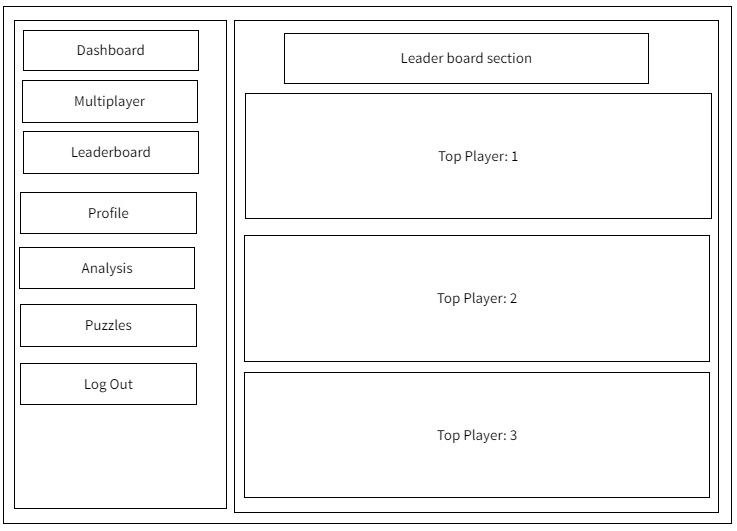 Dashboard
Multiplayer
Leaderboard
Profile
Analysis
Puzzles
Log Out
Leader board section
Top Player: 1
Top Player: 2
Top Player: 3